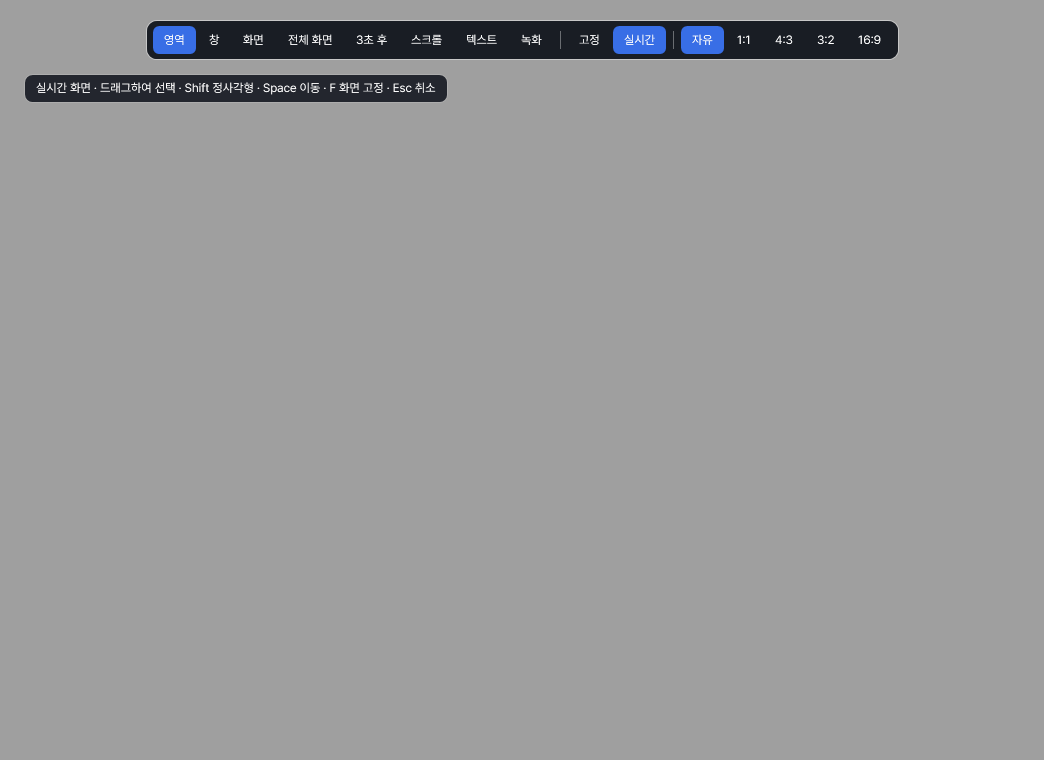 영역 창 화면 전체 화면 3초 후 스크롤 텍스트 녹화 고정 실시간 자유 1:1 4:3 3:2 16:9
실시간 화면 · 드래그하여 선택 · Shift 정사각형 · Space 이동 · F 화면 고정 · Esc 취소